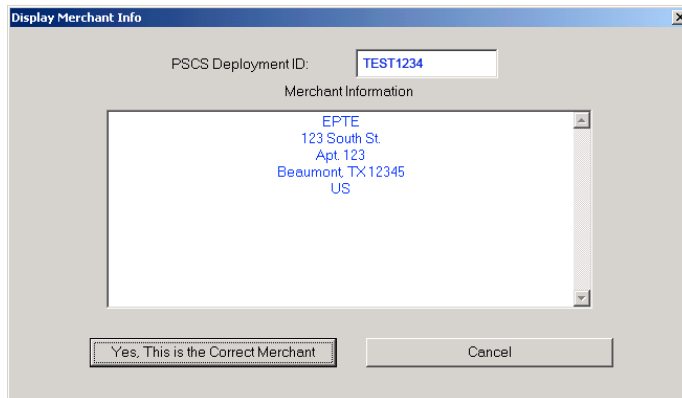 Display Merchant Info
PSCS Deployment ID: TEST1234
Merchant Information
EPTE
123 South St.
Apt. 123
Beaumont, TX 12345
US
Yes, This is the Correct Merchant
Cancel